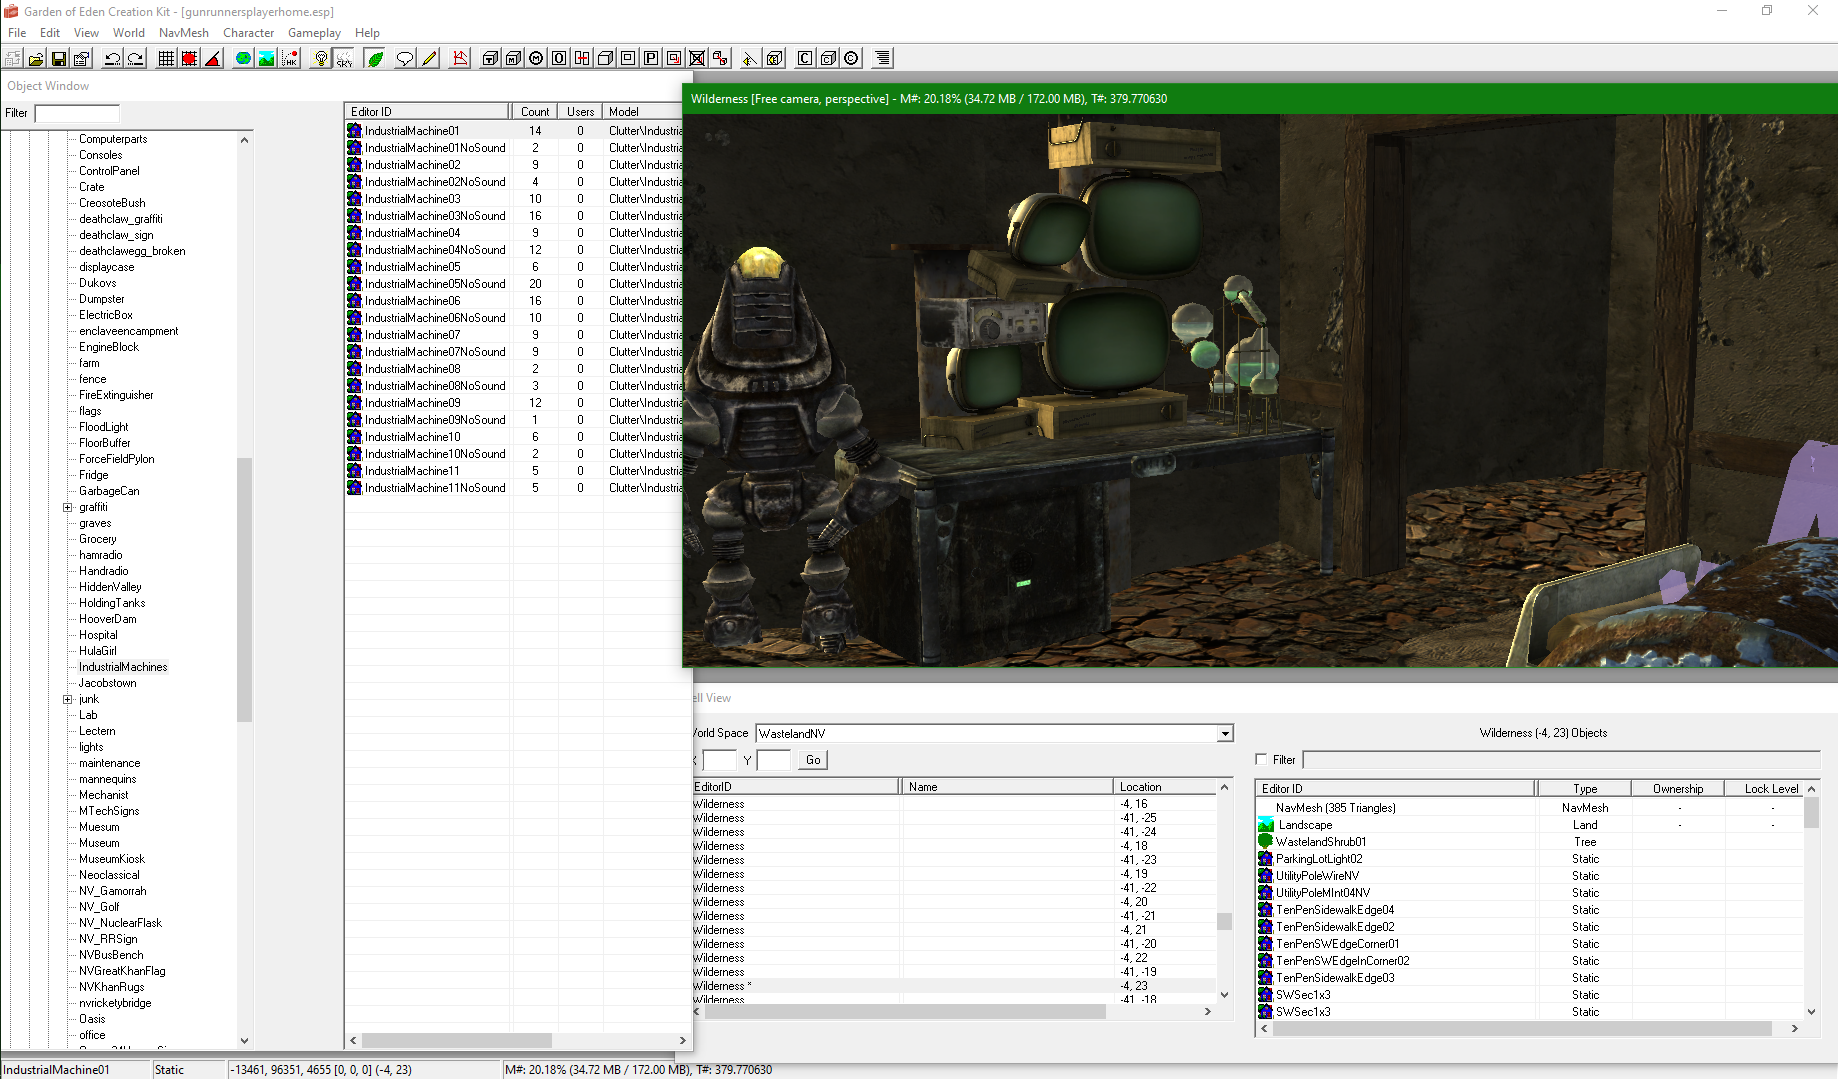 Garden of Eden Creation Kit - [gunrunnersplayerhome.esp]
File Edit View World NavMesh Character Gameplay Help
Object Window
Filter
Computerparts
Consoles
ControlPanel
Crate
CreosoteBush
deathclaw_graffiti
deathclaw_sign
deathclawegg_broken
displaycase
Dukovs
Dumpster
ElectricBox
enclaveencampment
EngineBlock
farm
fence
FireExtinguisher
flags
FloodLight
FloorBuffer
ForceFieldPylon
Fridge
GarbageCan
graffiti
graves
Grocery
hamradio
Handradio
HiddenValley
HoldingTanks
HooverDam
Hospital
HulaGirl
IndustrialMachines
Jacobstown
junk
Lab
Lectern
lights
maintenance
mannequins
Mechanist
MTechSigns
Muesum
Museum
MuseumKiosk
Neoclassical
NV_Gamorrah
NV_Golf
NV_NuclearFlask
NV_RRSign
NVBusBench
NVGreatKhanFlag
NVKhanRugs
nvricketybridge
Oasis
office
Editor ID Count Users Model
IndustrialMachine01 14 0 Clutter\Industria
IndustrialMachine01NoSound 2 0 Clutter\Industria
IndustrialMachine02 9 0 Clutter\Industria
IndustrialMachine02NoSound 4 0 Clutter\Industria
IndustrialMachine03 10 0 Clutter\Industria
IndustrialMachine03NoSound 16 0 Clutter\Industria
IndustrialMachine04 9 0 Clutter\Industria
IndustrialMachine04NoSound 12 0 Clutter\Industria
IndustrialMachine05 6 0 Clutter\Industria
IndustrialMachine05NoSound 20 0 Clutter\Industria
IndustrialMachine06 16 0 Clutter\Industria
IndustrialMachine06NoSound 10 0 Clutter\Industria
IndustrialMachine07 9 0 Clutter\Industria
IndustrialMachine07NoSound 9 0 Clutter\Industria
IndustrialMachine08 2 0 Clutter\Industria
IndustrialMachine08NoSound 3 0 Clutter\Industria
IndustrialMachine09 12 0 Clutter\Industria
IndustrialMachine09NoSound 1 0 Clutter\Industria
IndustrialMachine10 6 0 Clutter\Industria
IndustrialMachine10NoSound 2 0 Clutter\Industria
IndustrialMachine11 5 0 Clutter\Industria
IndustrialMachine11NoSound 5 0 Clutter\Industria
Wilderness [Free camera, perspective] - M#: 20.18% (34.72 MB / 172.00 MB), T#: 379.770630
ell View
World Space WastelandNV
X Y Go
EditorID Name Location
Wilderness -4, 16
Wilderness -41, -25
Wilderness -41, -24
Wilderness -4, 18
Wilderness -41, -23
Wilderness -4, 19
Wilderness -41, -22
Wilderness -4, 20
Wilderness -41, -21
Wilderness -4, 21
Wilderness -41, -20
Wilderness -4, 22
Wilderness -41, -19
Wilderness * -4, 23
Wilderness -41, -18
Wilderness (-4, 23) Objects
Filter
Editor ID Type Ownership Lock Level
NavMesh (385 Triangles) NavMesh - -
Landscape Land - -
WastelandShrub01 Tree
ParkingLotLight02 Static
UtilityPoleWireNV Static
UtilityPoleMInt04NV Static
TenPenSidewalkEdge04 Static
TenPenSidewalkEdge02 Static
TenPenSWEdgeCorner01 Static
TenPenSWEdgeInCorner02 Static
TenPenSidewalkEdge03 Static
SWSec1x3 Static
SWSec1x3 Static
IndustrialMachine01 Static -13461, 96351, 4655 [0, 0, 0] (-4, 23) M#: 20.18% (34.72 MB / 172.00 MB), T#: 379.770630